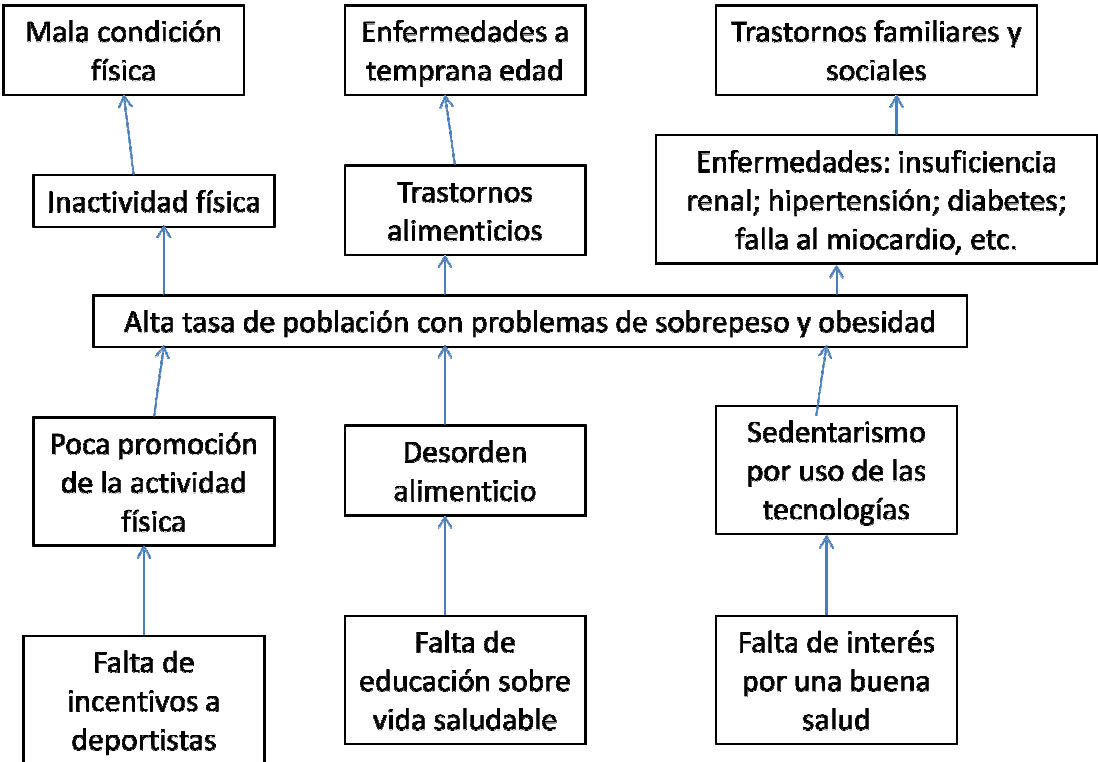 Mala condición
física
Enfermedades a
temprana edad
Trastornos familiares y
sociales
Inactividad física
Trastornos
alimenticios
Enfermedades: insuficiencia
renal; hipertensión; diabetes;
falla al miocardio, etc.
Alta tasa de población con problemas de sobrepeso y obesidad
Poca promoción
de la actividad
física
Desorden
alimenticio
Sedentarismo
por uso de las
tecnologías
Falta de
incentivos a
deportistas
Falta de
educación sobre
vida saludable
Falta de interés
por una buena
salud